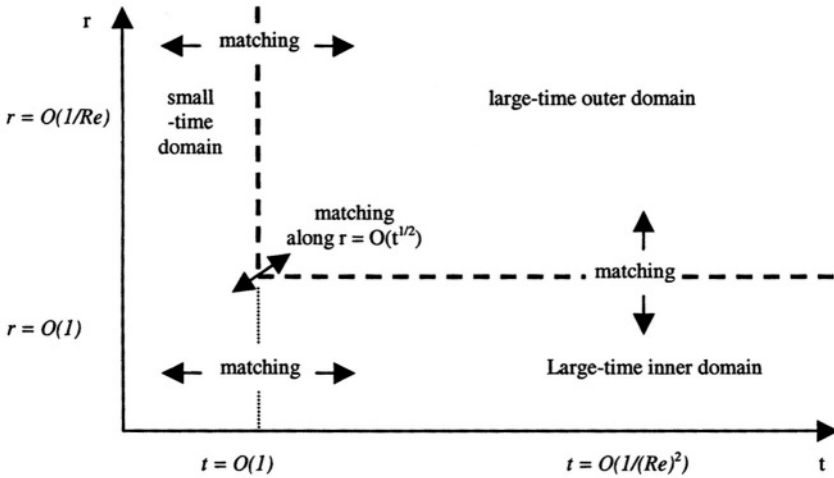 r
matching
small
-time
domain
large-time outer domain
r = O(1/Re)
matching
along r = O(t^{1/2})
matching
r = O(1)
matching
Large-time inner domain
t = O(1)
t = O(1/(Re)^2)
t